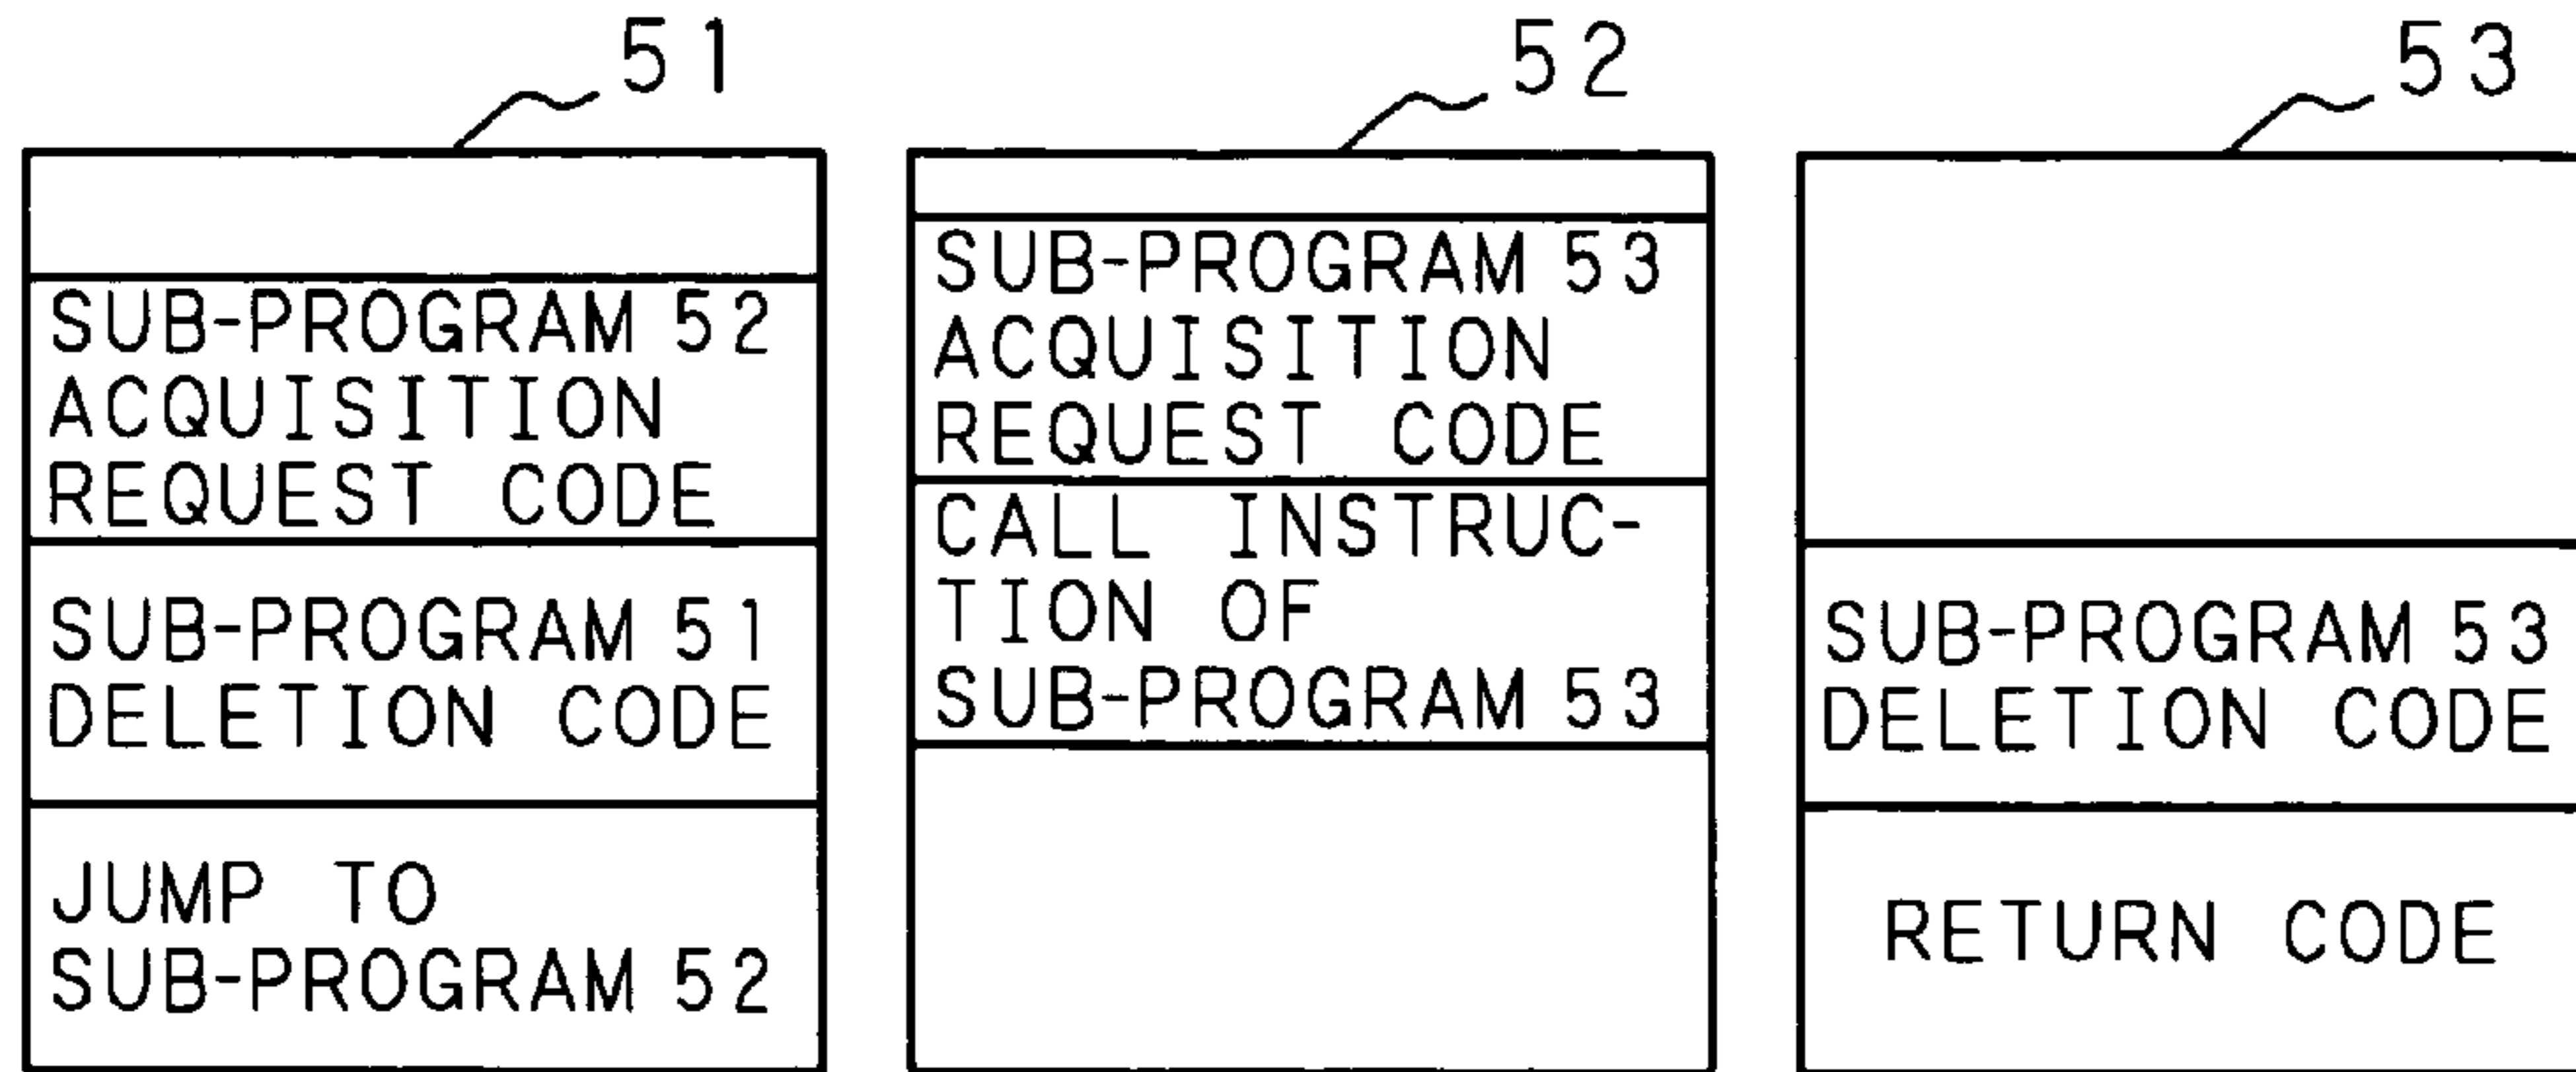 51
SUB-PROGRAM 52
ACQUISITION
REQUEST CODE
SUB-PROGRAM 51
DELETION CODE
JUMP TO
SUB-PROGRAM 52
52
SUB-PROGRAM 53
ACQUISITION
REQUEST CODE
CALL INSTRUC-
TION OF
SUB-PROGRAM 53
53
SUB-PROGRAM 53
DELETION CODE
RETURN CODE